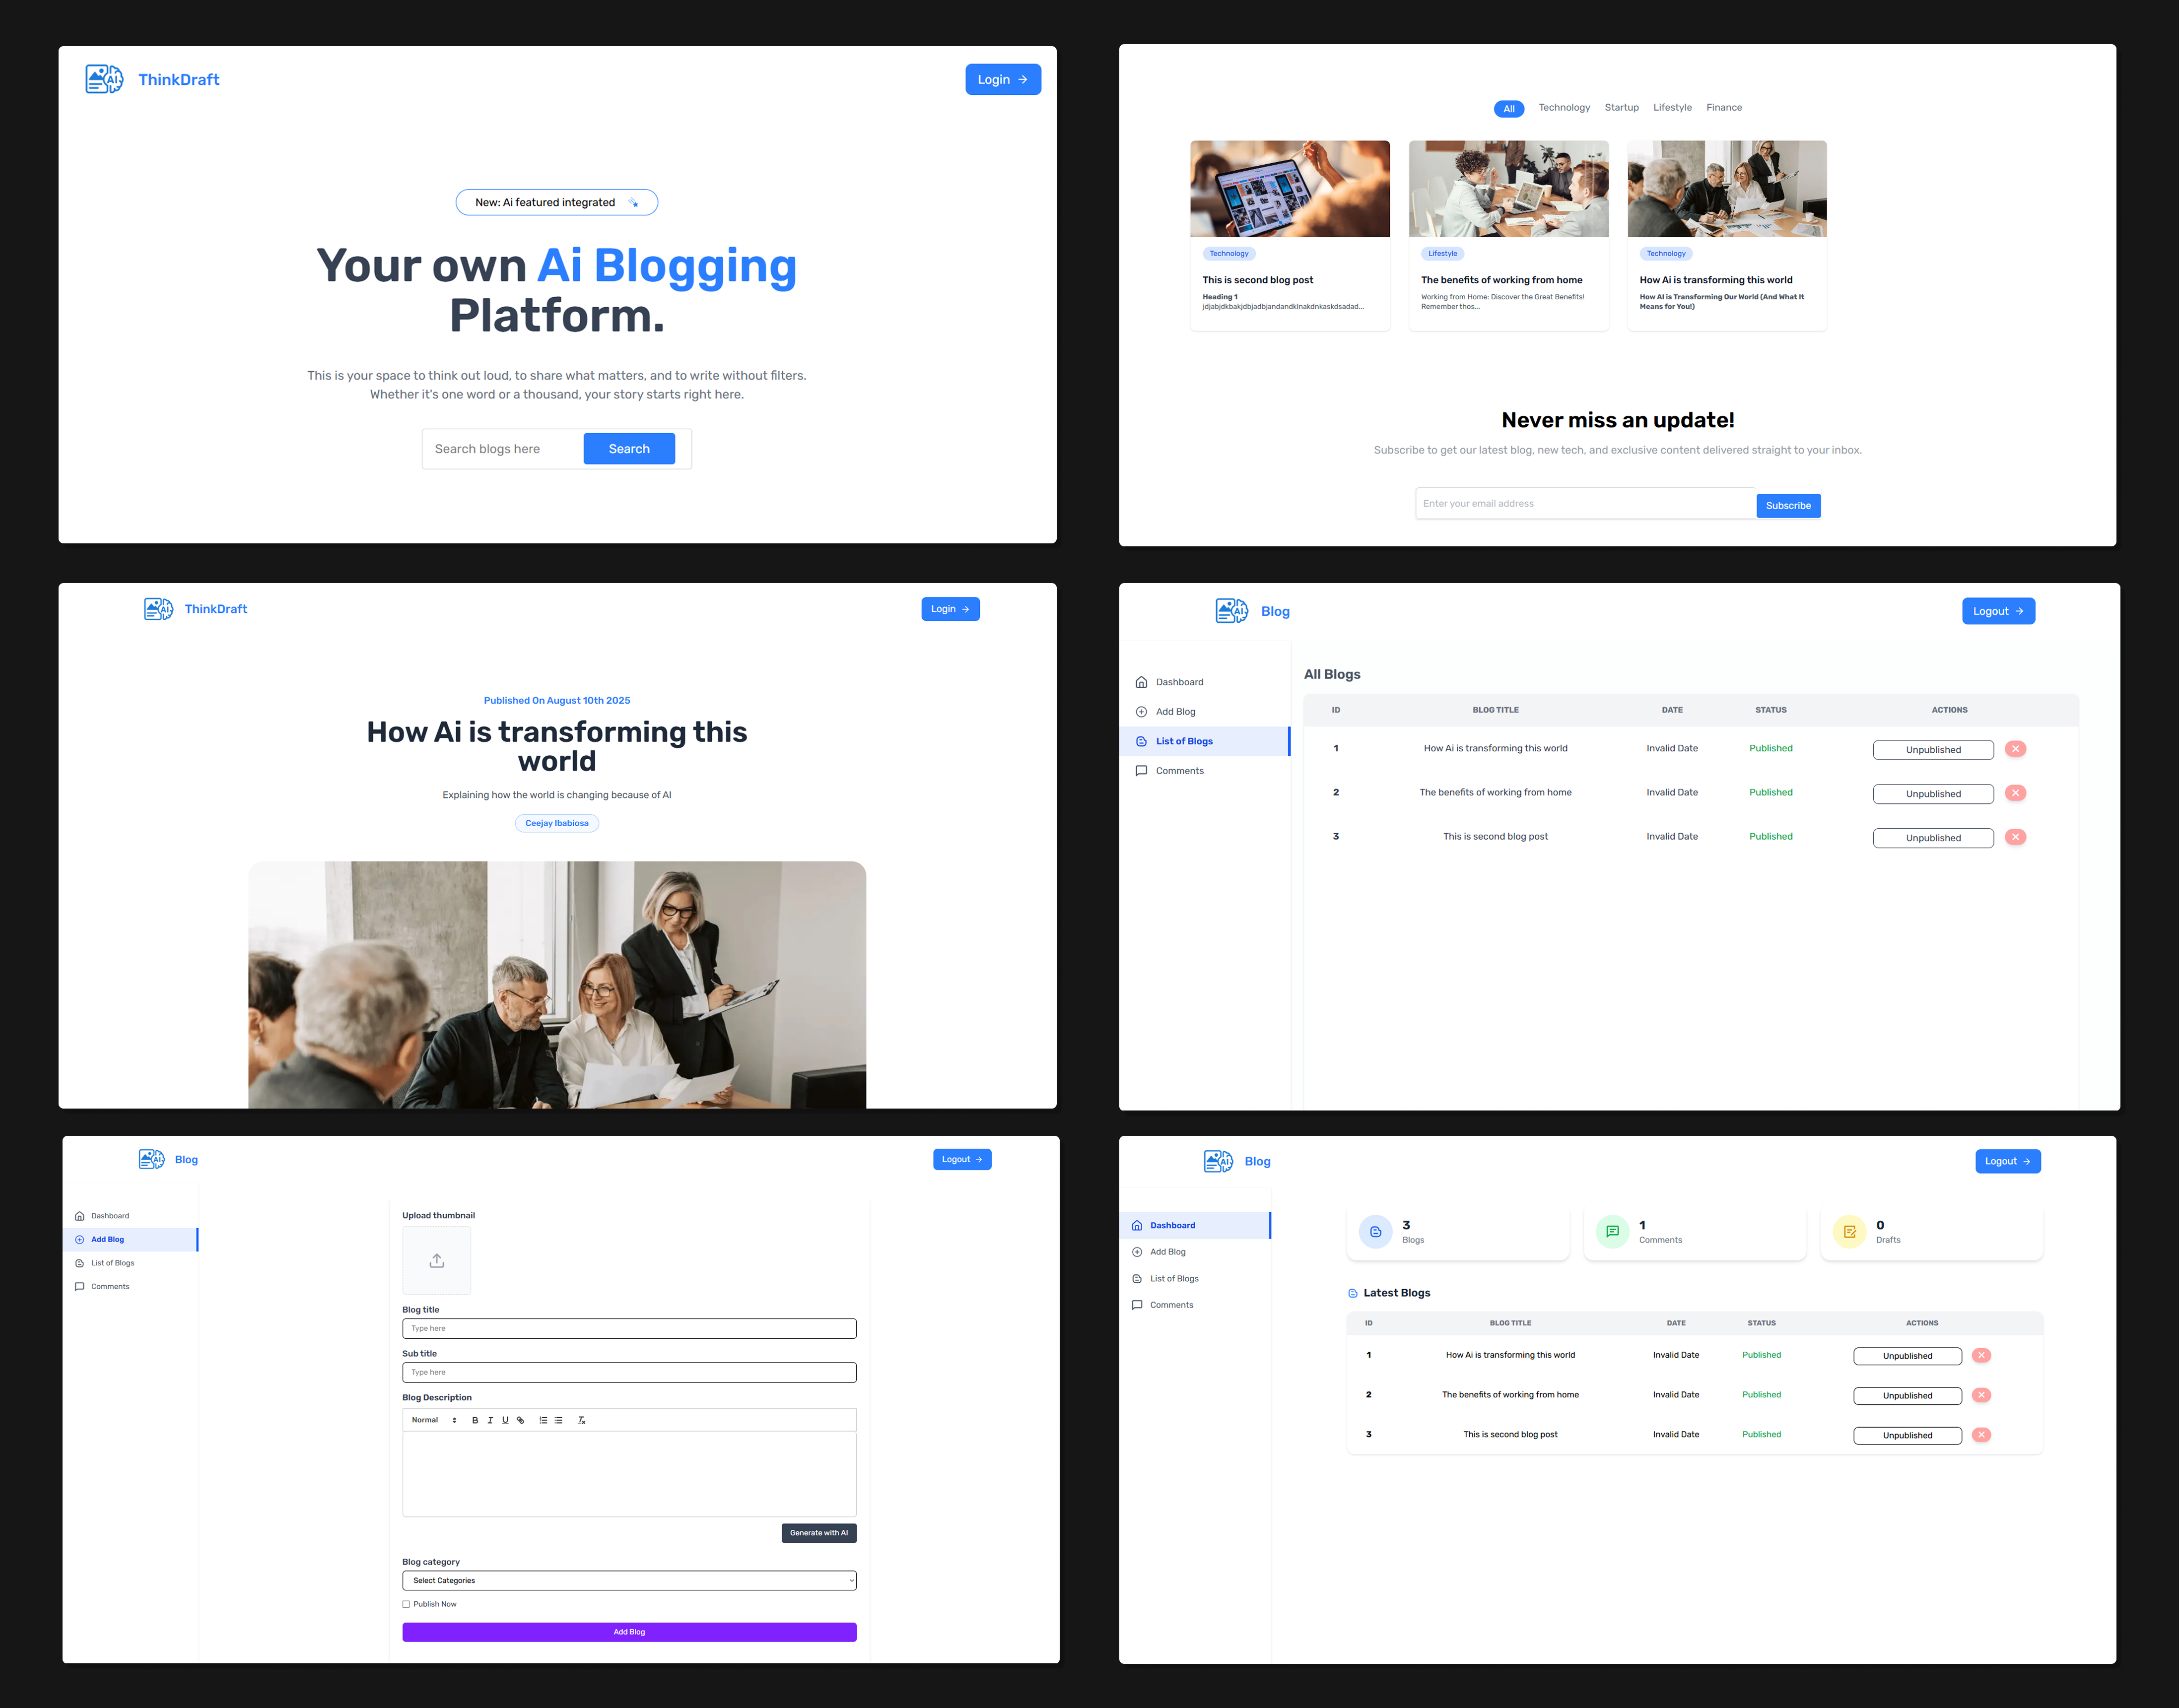 AI
ThinkDraft
Login
New: Ai featured integrated
Your own Ai Blogging
Platform.
This is your space to think out loud, to share what matters, and to write without filters.
Whether it's one word or a thousand, your story starts right here.
Search blogs here
Search
All Technology Startup Lifestyle Finance
Technology
This is second blog post
Heading 1
jdjabjdkbakjdbjadbjandandklnakdnkaskdsadad...
Lifestyle
The benefits of working from home
Working from Home: Discover the Great Benefits!
Remember thos...
Technology
How Ai is transforming this world
How AI is Transforming Our World (And What It
Means for You!)
Never miss an update!
Subscribe to get our latest blog, new tech, and exclusive content delivered straight to your inbox.
Enter your email address
Subscribe
AI
ThinkDraft
Login
Published On August 10th 2025
How Ai is transforming this
world
Explaining how the world is changing because of AI
Ceejay Ibabiosa
AI
Blog
Logout
Dashboard
Add Blog
List of Blogs
Comments
All Blogs
ID BLOG TITLE DATE STATUS ACTIONS
1 How Ai is transforming this world Invalid Date Published Unpublished
2 The benefits of working from home Invalid Date Published Unpublished
3 This is second blog post Invalid Date Published Unpublished
AI
Blog
Logout
Dashboard
Add Blog
List of Blogs
Comments
Upload thumbnail
Blog title
Type here
Sub title
Type here
Blog Description
Normal B I U
Generate with AI
Blog category
Select Categories
Publish Now
Add Blog
AI
Blog
Logout
Dashboard
Add Blog
List of Blogs
Comments
3
Blogs
1
Comments
0
Drafts
Latest Blogs
ID BLOG TITLE DATE STATUS ACTIONS
1 How Ai is transforming this world Invalid Date Published Unpublished
2 The benefits of working from home Invalid Date Published Unpublished
3 This is second blog post Invalid Date Published Unpublished